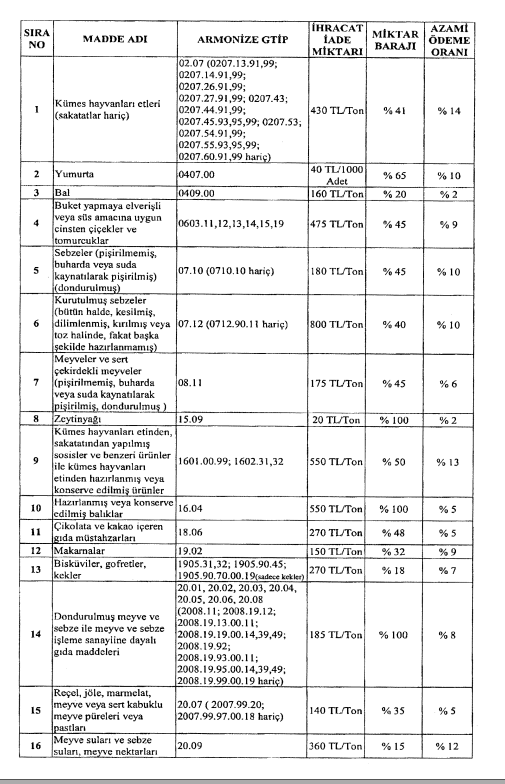 SIRA NO | MADDE ADI | ARMONİZE GTİP | İHRACAT İADE MİKTARI | MİKTAR BARAJI | AZAMİ ÖDEME ORANI
1 | Kümes hayvanları etleri (sakatatlar hariç) | 02.07 (0207.13.91,99; 0207.14.91,99; 0207.26.91,99; 0207.27.91,99; 0207.43; 0207.44.91,99; 0207.45.93,95,99; 0207.53; 0207.54.91,99; 0207.55.93,95,99; 0207.60.91,99 hariç) | 430 TL/Ton | % 41 | % 14
2 | Yumurta | 0407.00 | 40 TL/1000 Adet | % 65 | % 10
3 | Bal | 0409.00 | 160 TL/Ton | % 20 | % 2
4 | Buket yapmaya elverişli veya süs amacına uygun cinsten çiçekler ve tomurcuklar | 0603.11,12,13,14,15,19 | 475 TL/Ton | % 45 | % 9
5 | Sebzeler (pişirilmemiş, buharda veya suda kaynatılarak pişirilmiş) (dondurulmuş) | 07.10 (0710.10 hariç) | 180 TL/Ton | % 45 | % 10
6 | Kurutulmuş sebzeler (bütün halde, kesilmiş, dilimlenmiş, kırılmış veya toz halinde, fakat başka şekilde hazırlanmamış) | 07.12 (0712.90.11 hariç) | 800 TL/Ton | % 40 | % 10
7 | Meyveler ve sert çekirdekli meyveler (pişirilmemiş, buharda veya suda kaynatılarak pişirilmiş, dondurulmuş ) | 08.11 | 175 TL/Ton | % 45 | % 6
8 | Zeytinyağı | 15.09 | 20 TL/Ton | % 100 | % 2
9 | Kümes hayvanları etinden, sakatatından yapılmış sosisler ve benzeri ürünler ile kümes hayvanları etinden hazırlanmış veya konserve edilmiş ürünler | 1601.00.99; 1602.31,32 | 550 TL/Ton | % 50 | % 13
10 | Hazırlanmış veya konserve edilmiş balıklar | 16.04 | 550 TL/Ton | % 100 | % 5
11 | Çikolata ve kakao içeren gıda müstahzarları | 18.06 | 270 TL/Ton | % 48 | % 5
12 | Makarnalar | 19.02 | 150 TL/Ton | % 32 | % 9
13 | Bisküviler, gofretler, kekler | 1905.31,32; 1905.90.45; 1905.90.70.00.19(sadece kekler) | 270 TL/Ton | % 18 | % 7
14 | Dondurulmuş meyve ve sebze ile meyve ve sebze işleme sanayiine dayalı gıda maddeleri | 20.01, 20.02, 20.03, 20.04, 20.05, 20.06, 20.08 (2008.11; 2008.19.12; 2008.19.13.00.11; 2008.19.19.00.14,39,49; 2008.19.92; 2008.19.93.00.11; 2008.19.95.00.14,39,49; 2008.19.99.00.19 hariç) | 185 TL/Ton | % 100 | % 8
15 | Reçel, jöle, marmelat, meyve veya sert kabuklu meyve püreleri veya pastları | 20.07 ( 2007.99.20; 2007.99.97.00.18 hariç) | 140 TL/Ton | % 35 | % 5
16 | Meyve suları ve sebze suları, meyve nektarları | 20.09 | 360 TL/Ton | % 15 | % 12